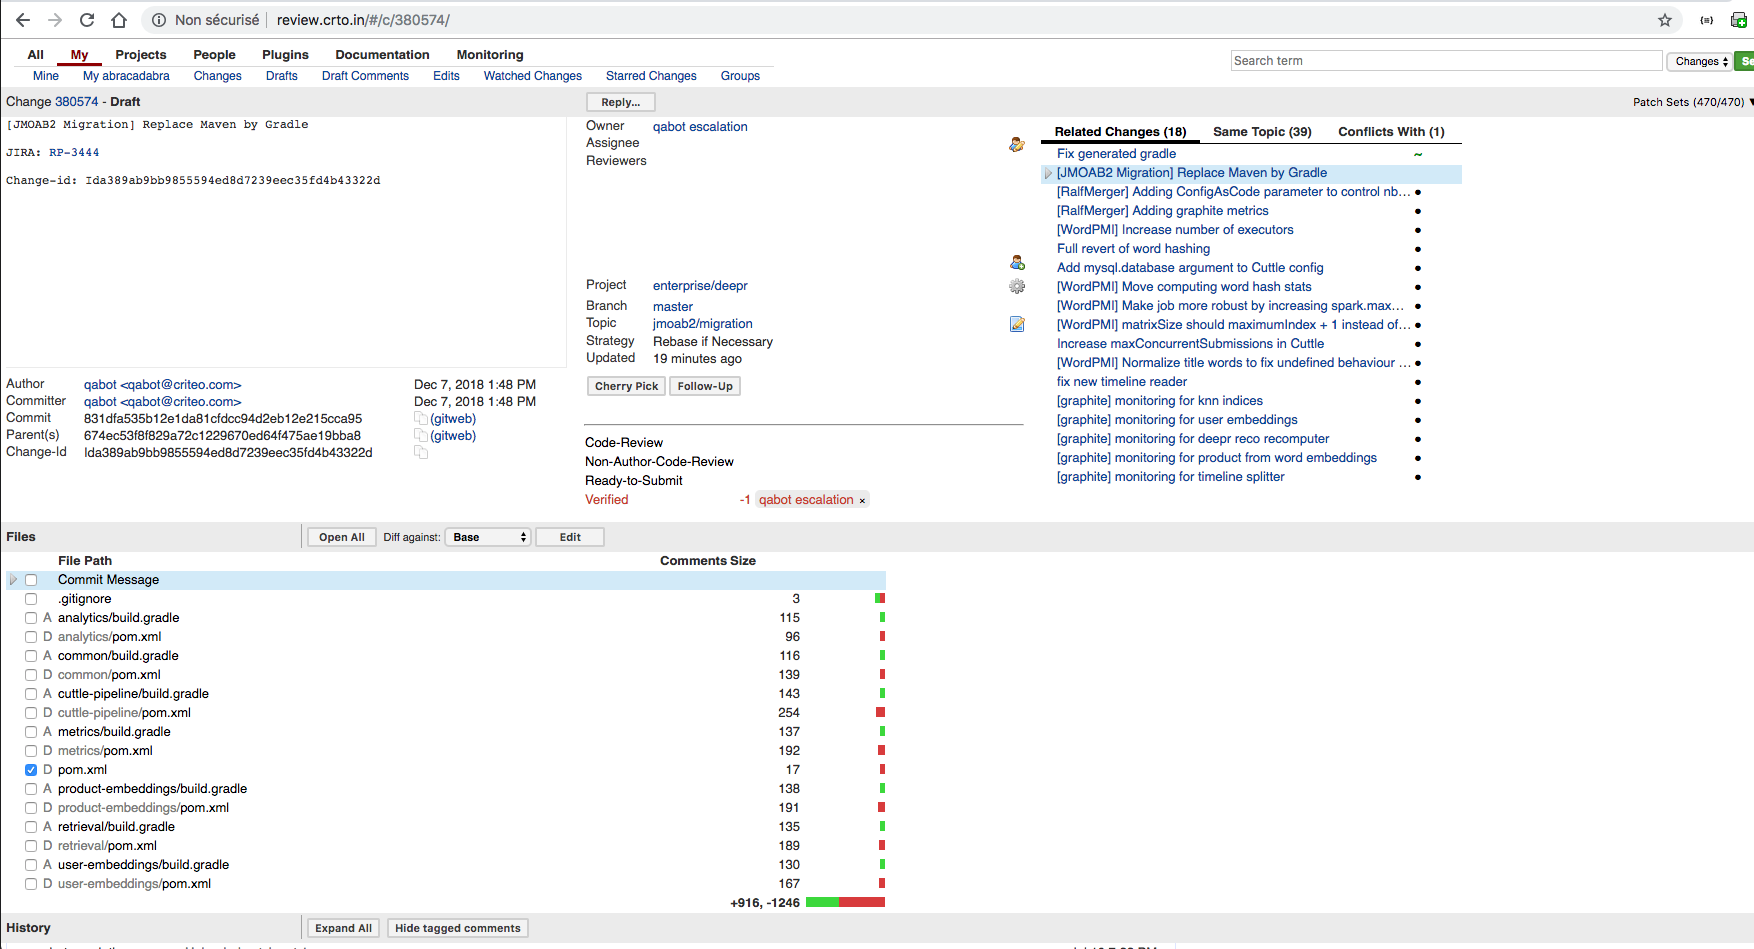 Non sécurisé review.crto.in/#/c/380574/
All My Projects People Plugins Documentation Monitoring
Mine My abracadabra Changes Drafts Draft Comments Edits Watched Changes Starred Changes Groups
Search term Changes Se
Change 380574 - Draft Reply... Patch Sets (470/470)
[JMOAB2 Migration] Replace Maven by Gradle
JIRA: RP-3444
Change-id: Ida389ab9bb9855594ed8d7239eec35fd4b43322d
Author qabot <qabot@criteo.com> Dec 7, 2018 1:48 PM
Committer qabot <qabot@criteo.com> Dec 7, 2018 1:48 PM
Commit 831dfa535b12e1da81cfdcc94d2eb12e215cca95 (gitweb)
Parent(s) 674ec53f8f829a72c1229670ed64f475ae19bba8 (gitweb)
Change-Id Ida389ab9bb9855594ed8d7239eec35fd4b43322d
Owner qabot escalation
Assignee
Reviewers
Project enterprise/deepr
Branch master
Topic jmoab2/migration
Strategy Rebase if Necessary
Updated 19 minutes ago
Cherry Pick Follow-Up
Code-Review
Non-Author-Code-Review
Ready-to-Submit
Verified -1 qabot escalation ×
Related Changes (18) Same Topic (39) Conflicts With (1)
Fix generated gradle ~
[JMOAB2 Migration] Replace Maven by Gradle
[RalfMerger] Adding ConfigAsCode parameter to control nb... ●
[RalfMerger] Adding graphite metrics ●
[WordPMI] Increase number of executors ●
Full revert of word hashing ●
Add mysql.database argument to Cuttle config ●
[WordPMI] Move computing word hash stats ●
[WordPMI] Make job more robust by increasing spark.max... ●
[WordPMI] matrixSize should maximumIndex + 1 instead of... ●
Increase maxConcurrentSubmissions in Cuttle ●
[WordPMI] Normalize title words to fix undefined behaviour ... ●
fix new timeline reader ●
[graphite] monitoring for knn indices ●
[graphite] monitoring for user embeddings ●
[graphite] monitoring for deepr reco recomputer ●
[graphite] monitoring for product from word embeddings ●
[graphite] monitoring for timeline splitter ●
Files Open All Diff against: Base Edit
File Path Comments Size
Commit Message
.gitignore 3
A analytics/build.gradle 115
D analytics/pom.xml 96
A common/build.gradle 116
D common/pom.xml 139
A cuttle-pipeline/build.gradle 143
D cuttle-pipeline/pom.xml 254
A metrics/build.gradle 137
D metrics/pom.xml 192
D pom.xml 17
A product-embeddings/build.gradle 138
D product-embeddings/pom.xml 191
A retrieval/build.gradle 135
D retrieval/pom.xml 189
A user-embeddings/build.gradle 130
D user-embeddings/pom.xml 167
+916, -1246
History Expand All Hide tagged comments